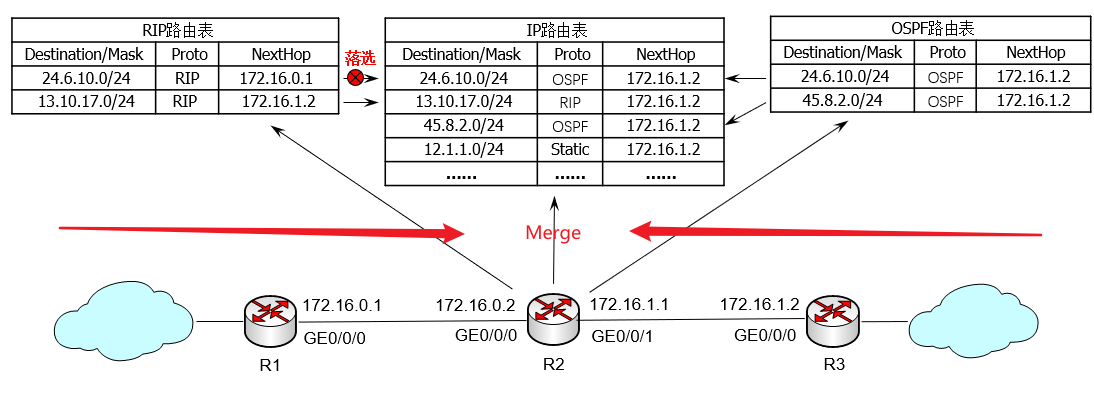 RIP路由表
Destination/Mask Proto NextHop
24.6.10.0/24 RIP 172.16.0.1
13.10.17.0/24 RIP 172.16.1.2
落选
IP路由表
Destination/Mask Proto NextHop
24.6.10.0/24 OSPF 172.16.1.2
13.10.17.0/24 RIP 172.16.1.2
45.8.2.0/24 OSPF 172.16.1.2
12.1.1.0/24 Static 172.16.1.2
...... ...... ......
OSPF路由表
Destination/Mask Proto NextHop
24.6.10.0/24 OSPF 172.16.1.2
45.8.2.0/24 OSPF 172.16.1.2
Merge
172.16.0.1 172.16.0.2 172.16.1.1 172.16.1.2
GE0/0/0 GE0/0/0 GE0/0/1 GE0/0/0
R1 R2 R3